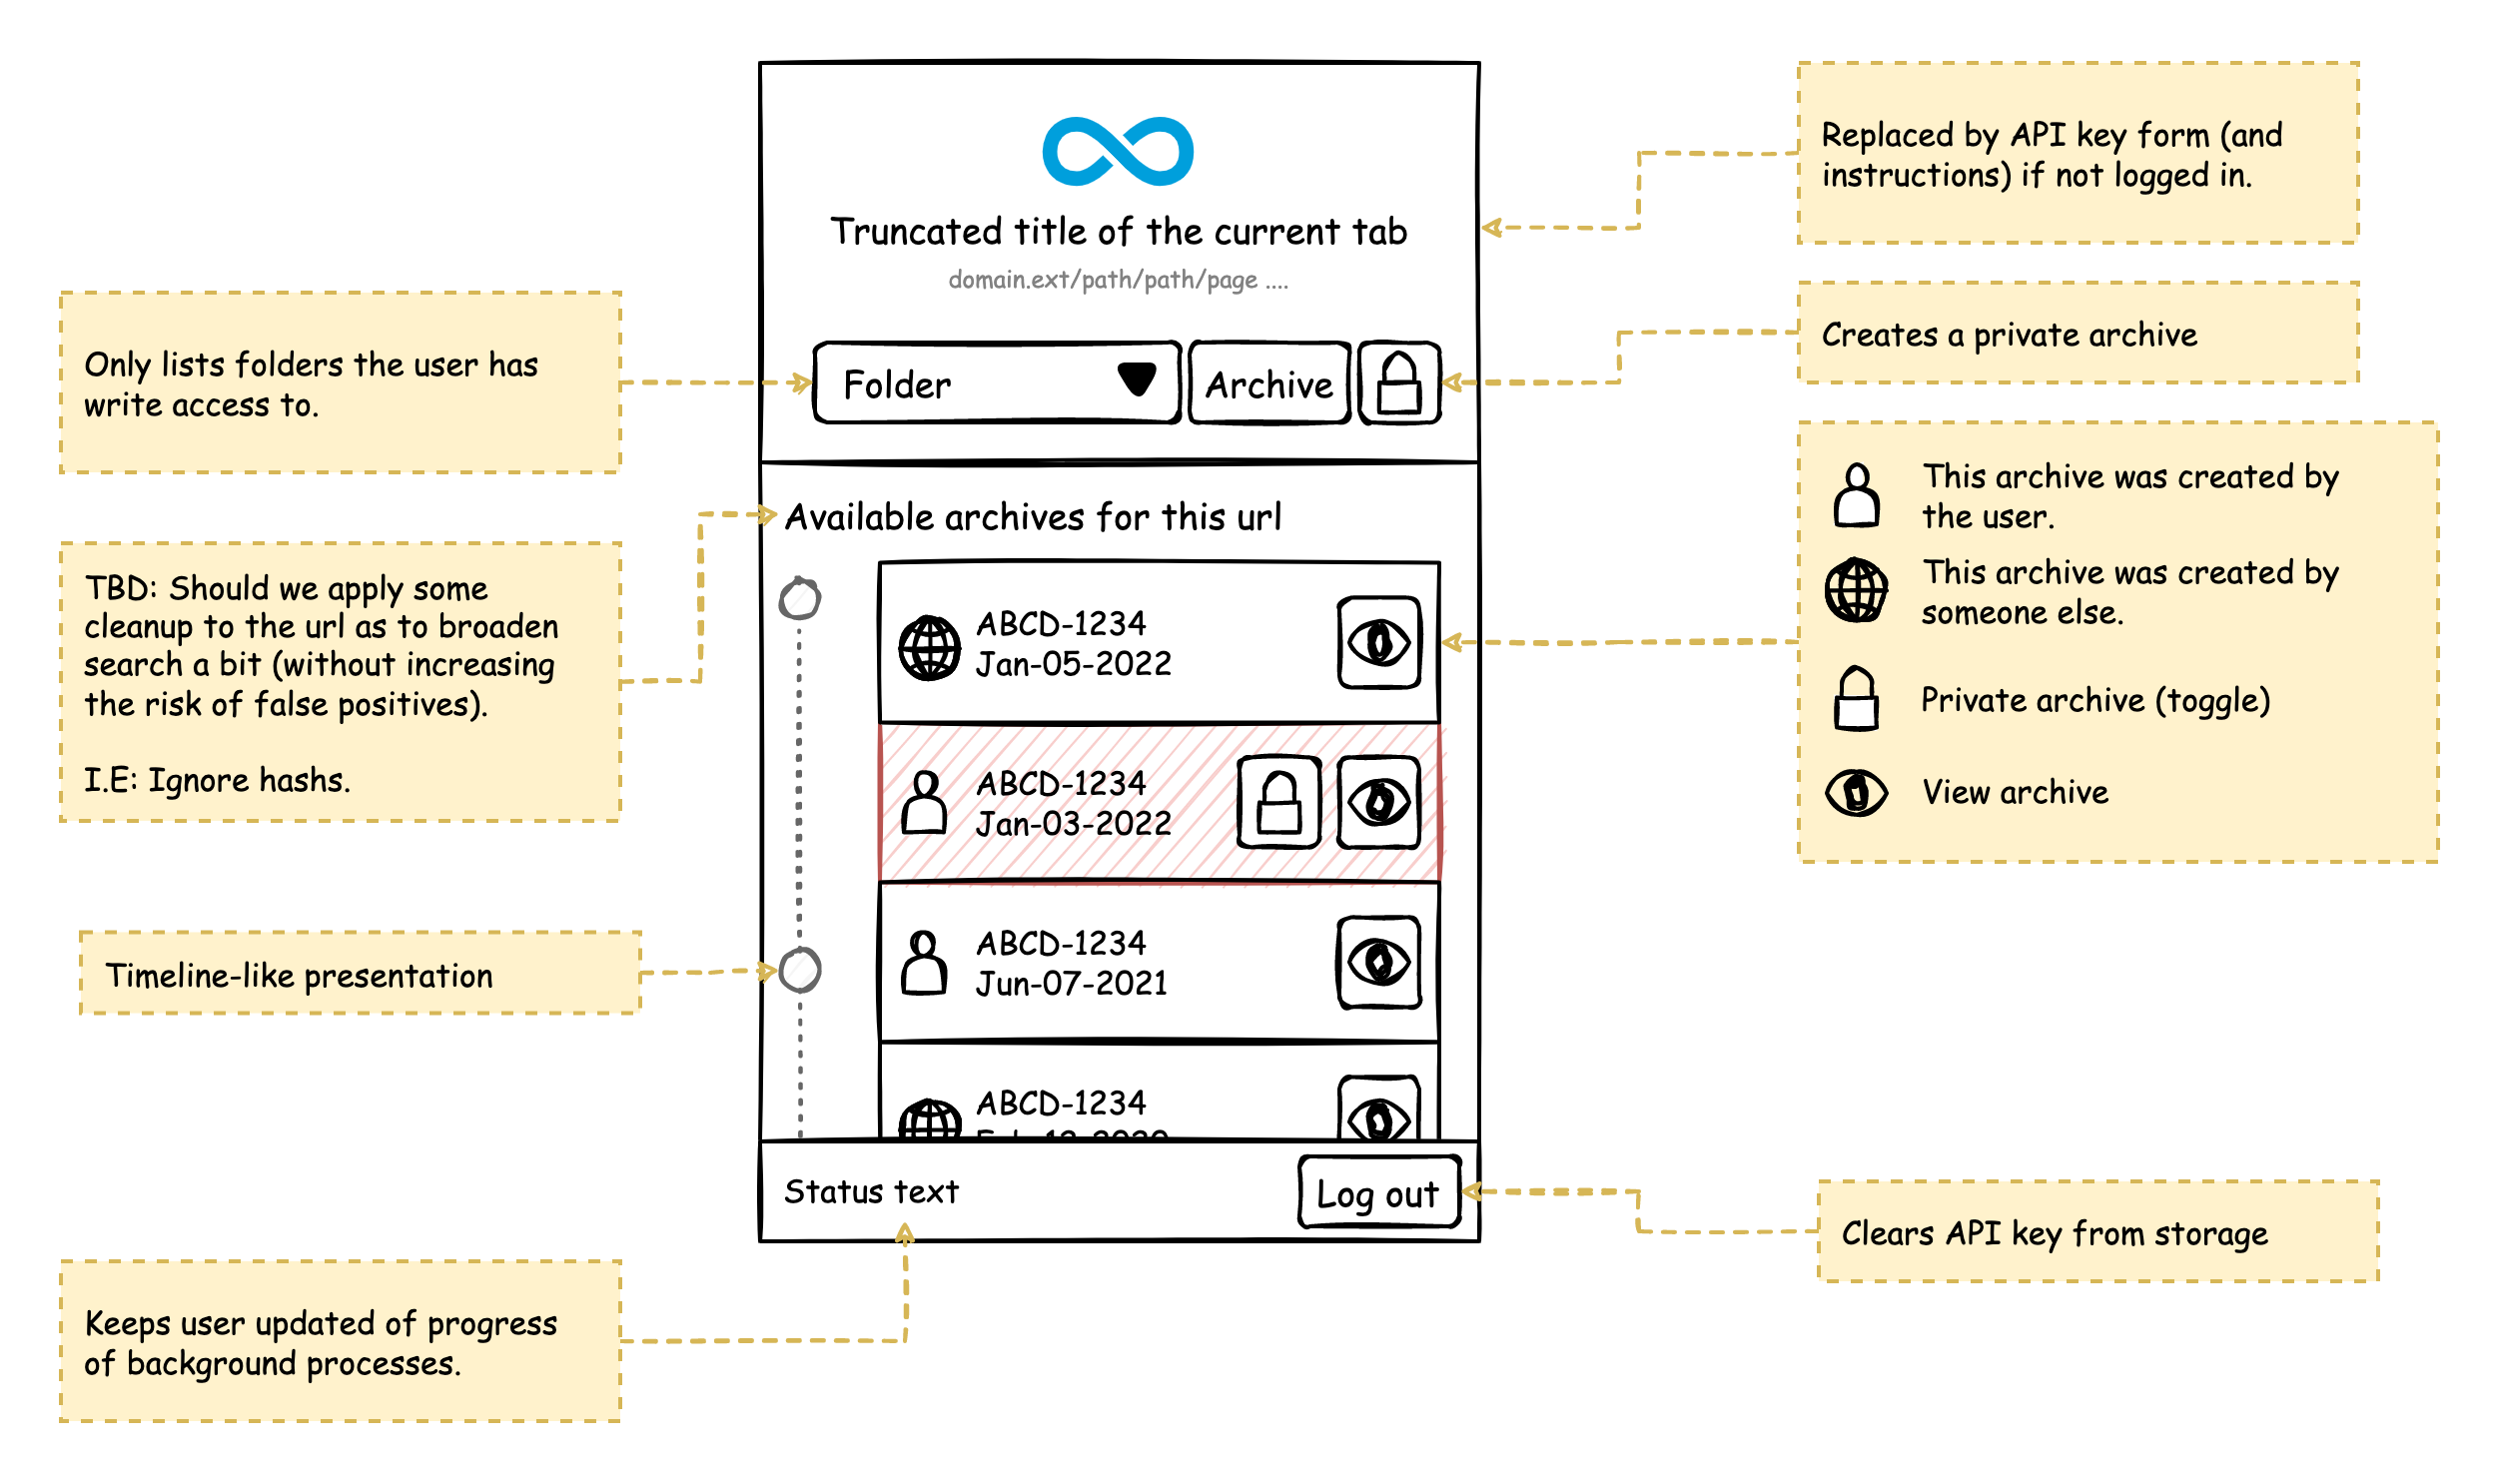 Truncated title of the current tab
domain.ext/path/path/page ....
Folder
Archive
Available archives for this url
ABCD-1234
Jan-05-2022
ABCD-1234
Jan-03-2022
ABCD-1234
Jun-07-2021
ABCD-1234
Status text
Log out
Only lists folders the user has
write access to.
TBD: Should we apply some
cleanup to the url as to broaden
search a bit (without increasing
the risk of false positives).
I.E: Ignore hashs.
Timeline-like presentation
Keeps user updated of progress
of background processes.
Replaced by API key form (and
instructions) if not logged in.
Creates a private archive
This archive was created by
the user.
This archive was created by
someone else.
Private archive (toggle)
View archive
Clears API key from storage